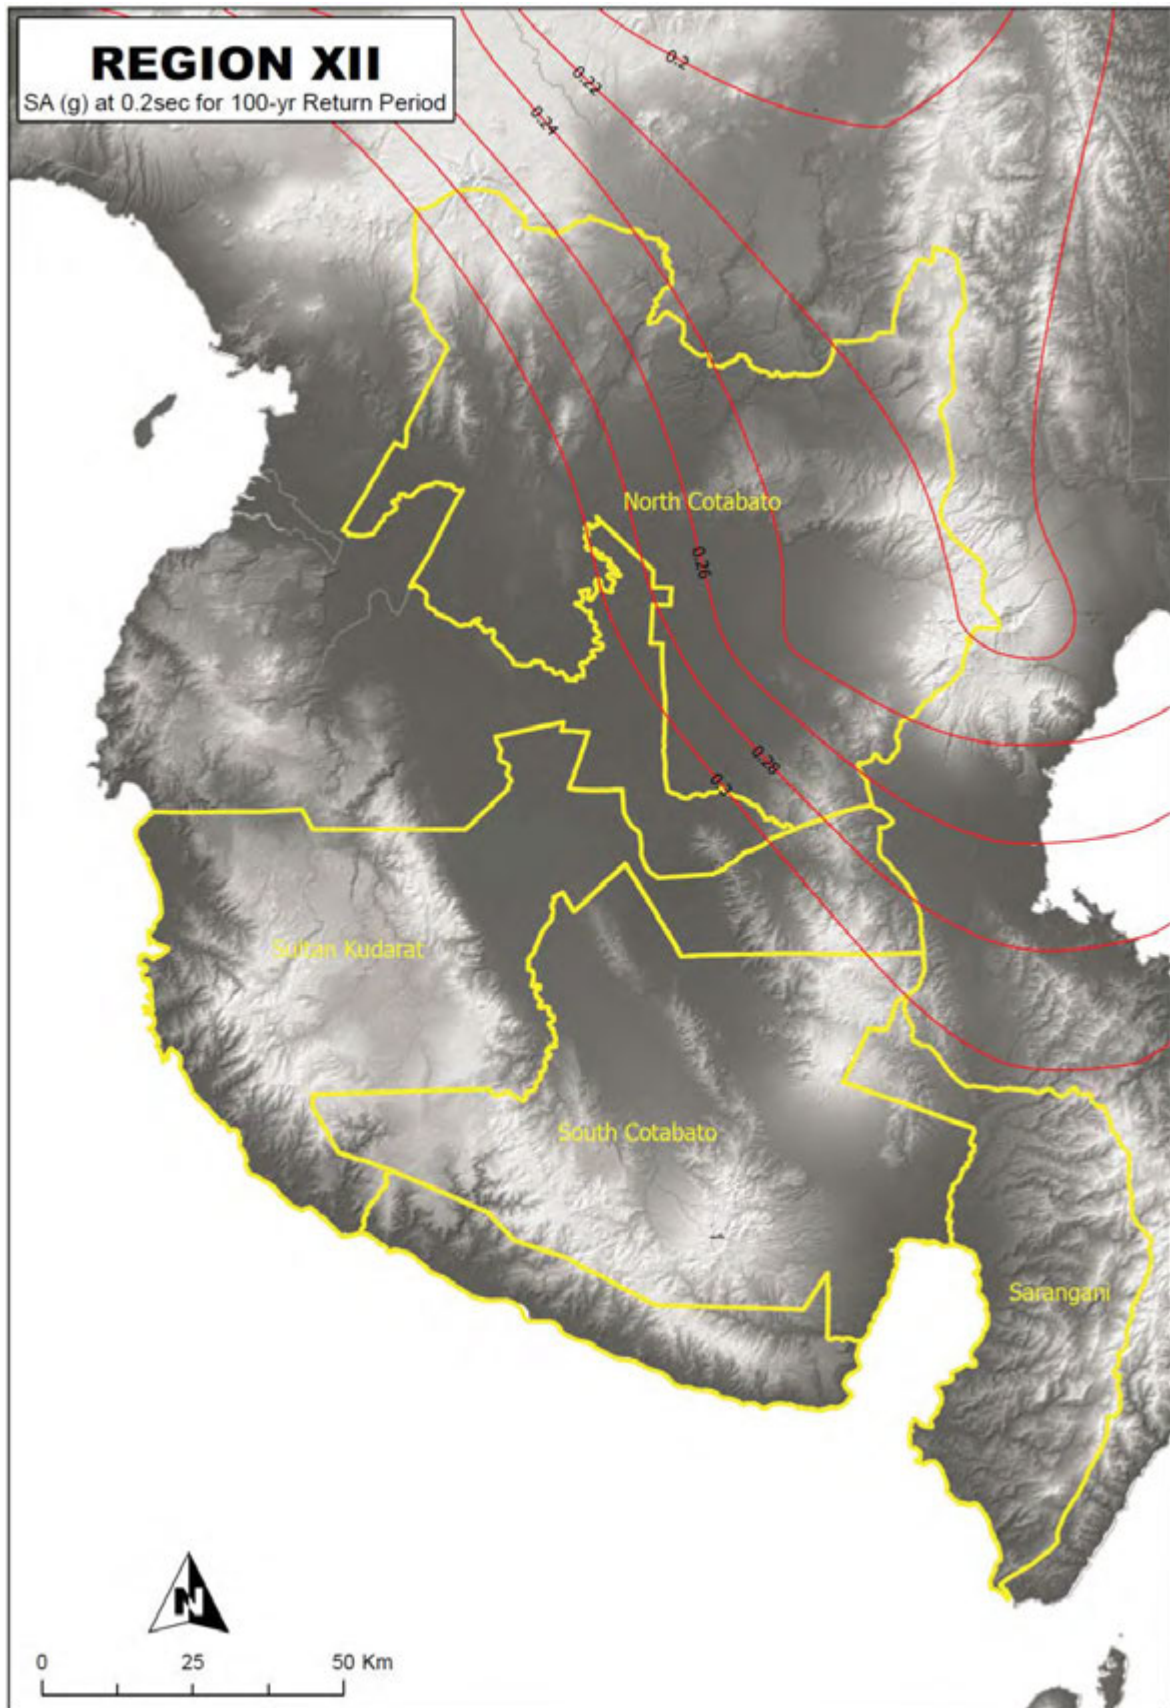 REGION XII
SA (g) at 0.2sec for 100-yr Return Period
0.2
0.22
0.24
North Cotabato
0.26
0.28
0.3
Sultan Kudarat
South Cotabato
1
Sarangani
N
0 25 50 Km